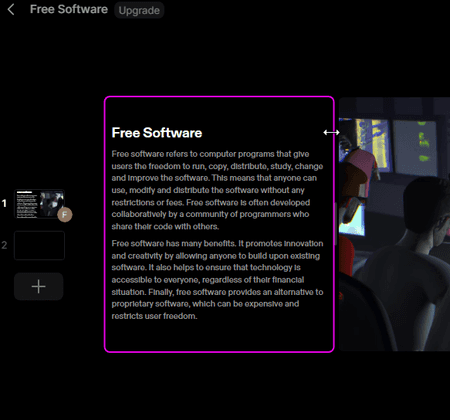 Free Software Upgrade
Free Software
Free software refers to computer programs that give
users the freedom to run, copy, distribute, study, change
and improve the software. This means that anyone can
use, modify and distribute the software without any
restrictions or fees. Free software is often developed
collaboratively by a community of programmers who
share their code with others.
Free software has many benefits. It promotes innovation
and creativity by allowing anyone to build upon existing
software. It also helps to ensure that technology is
accessible to everyone, regardless of their financial
situation. Finally, free software provides an alternative to
proprietary software, which can be expensive and
restricts user freedom.
1
F
2